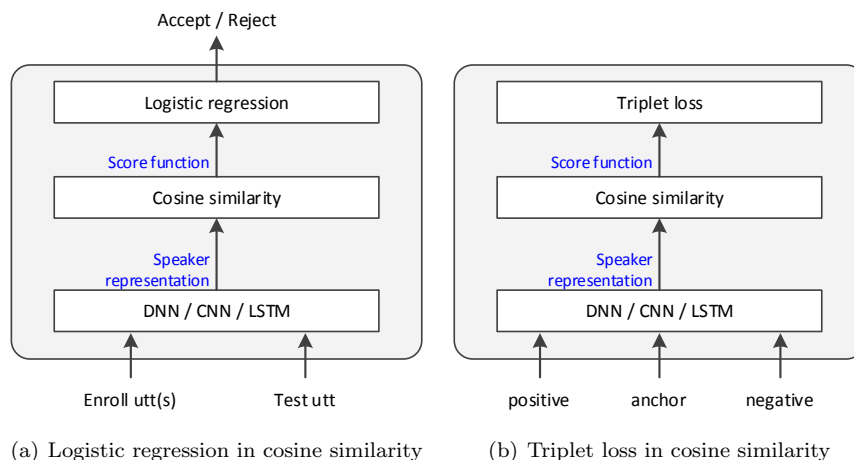 Accept / Reject
Logistic regression
Score function
Cosine similarity
Speaker
representation
DNN / CNN / LSTM
Enroll utt(s)
Test utt
(a) Logistic regression in cosine similarity
Triplet loss
Score function
Cosine similarity
Speaker
representation
DNN / CNN / LSTM
positive
anchor
negative
(b) Triplet loss in cosine similarity